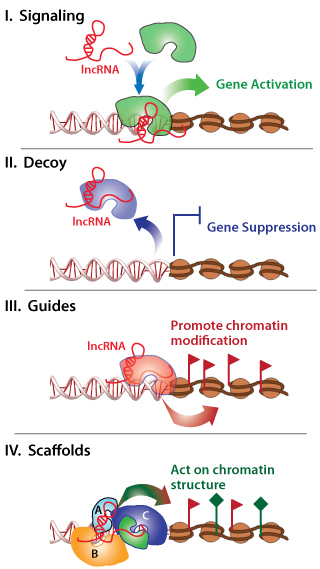 I. Signaling
lncRNA
Gene Activation
II. Decoy
lncRNA
Gene Suppression
III. Guides
Promote chromatin
modification
lncRNA
IV. Scaffolds
Act on chromatin
structure
A
C
B